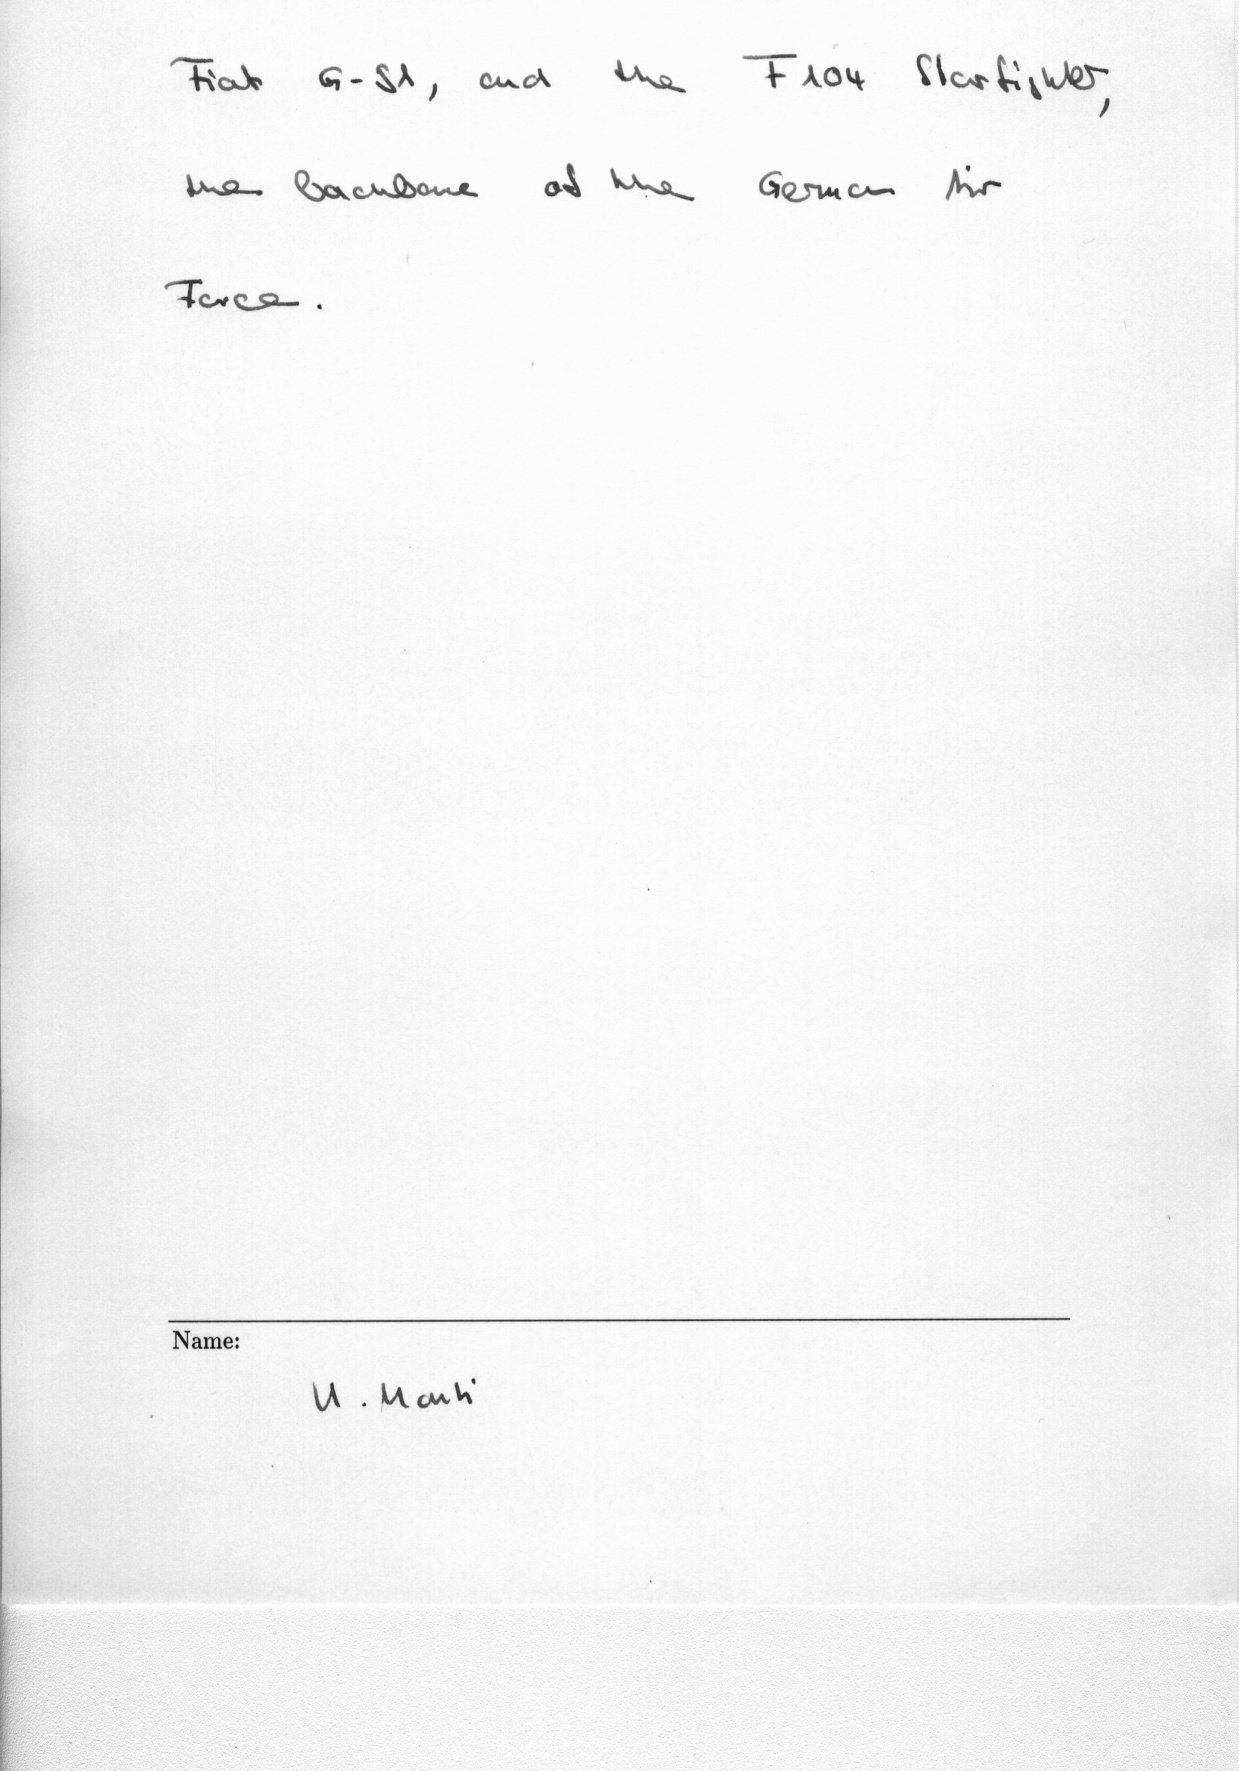 Fiat G-91, and the F104 Starfighter,
the backbone of the German Air
Force.
Name:
U. Marti